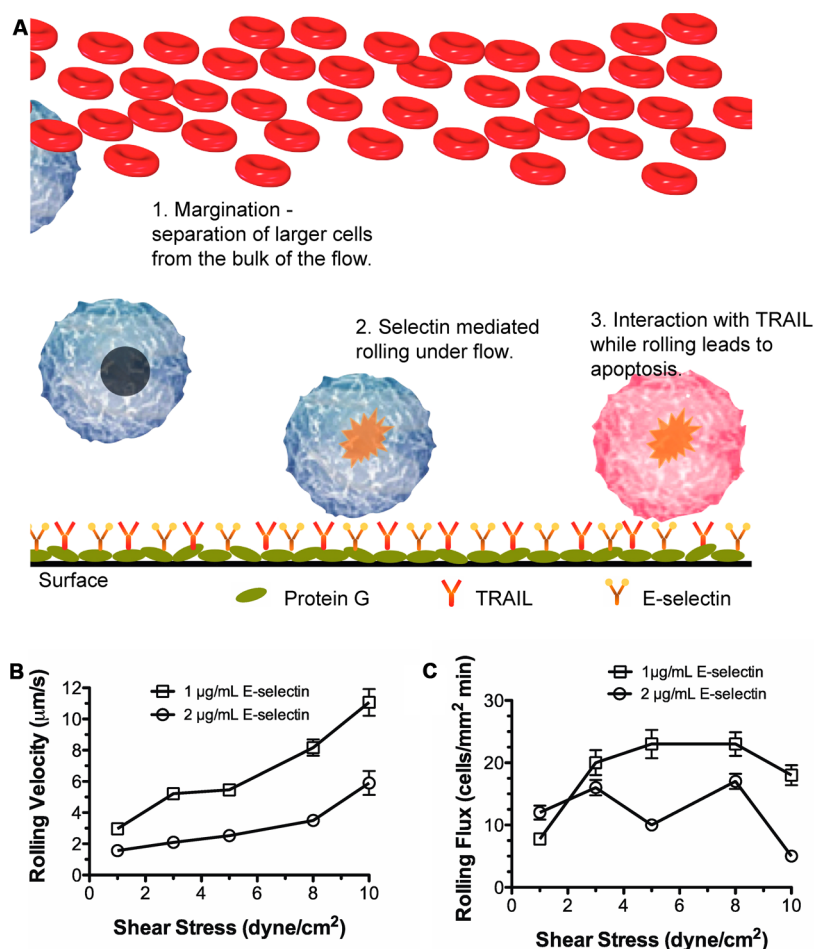 A
1. Margination -
separation of larger cells
from the bulk of the flow.
2. Selectin mediated
rolling under flow.
3. Interaction with TRAIL
while rolling leads to
apoptosis.
Surface
Protein G
TRAIL
E-selectin
B
Rolling Velocity (μm/s)
12
10
8
6
4
2
0
1 μg/mL E-selectin
2 μg/mL E-selectin
0 2 4 6 8 10
Shear Stress (dyne/cm²)
C
Rolling Flux (cells/mm² min)
30
20
10
0
1μg/mL E-selectin
2 μg/mL E-selectin
0 2 4 6 8 10
Shear Stress (dyne/cm²)